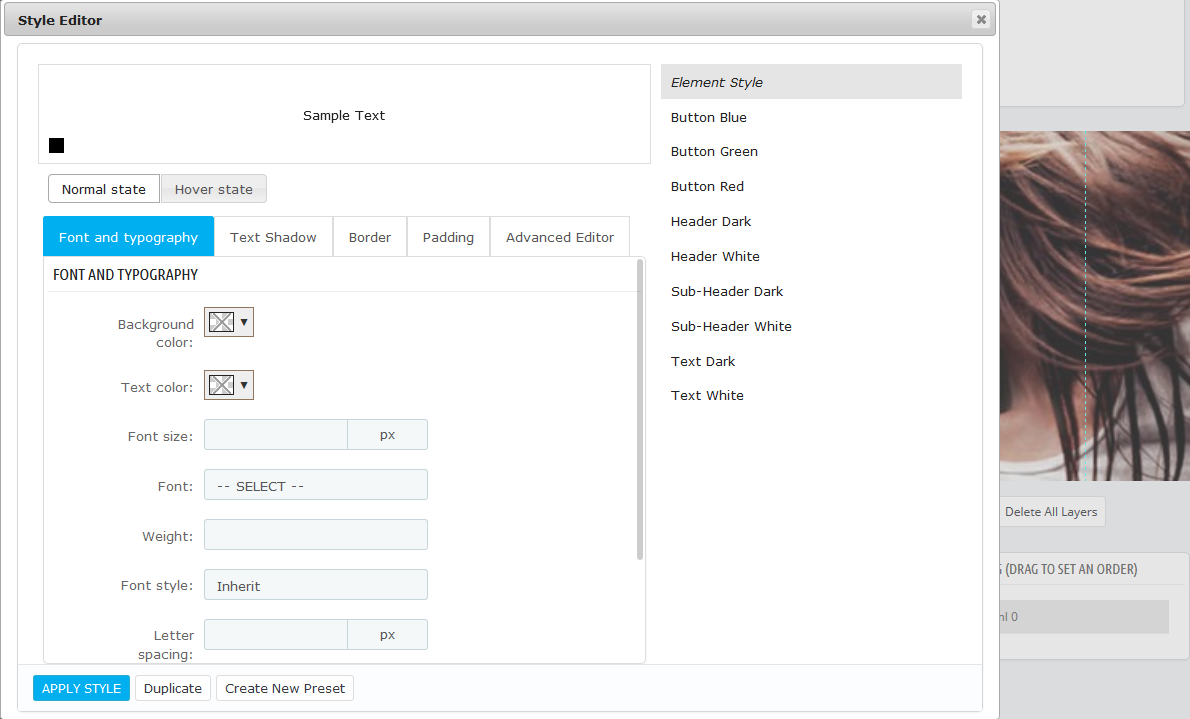 Style Editor
Sample Text
Normal state
Hover state
Font and typography
Text Shadow
Border
Padding
Advanced Editor
FONT AND TYPOGRAPHY
Background
color:
Text color:
Font size:
px
Font:
-- SELECT --
Weight:
Font style:
Inherit
Letter
spacing:
px
APPLY STYLE
Duplicate
Create New Preset
Element Style
Button Blue
Button Green
Button Red
Header Dark
Header White
Sub-Header Dark
Sub-Header White
Text Dark
Text White
Delete All Layers
(DRAG TO SET AN ORDER)
0